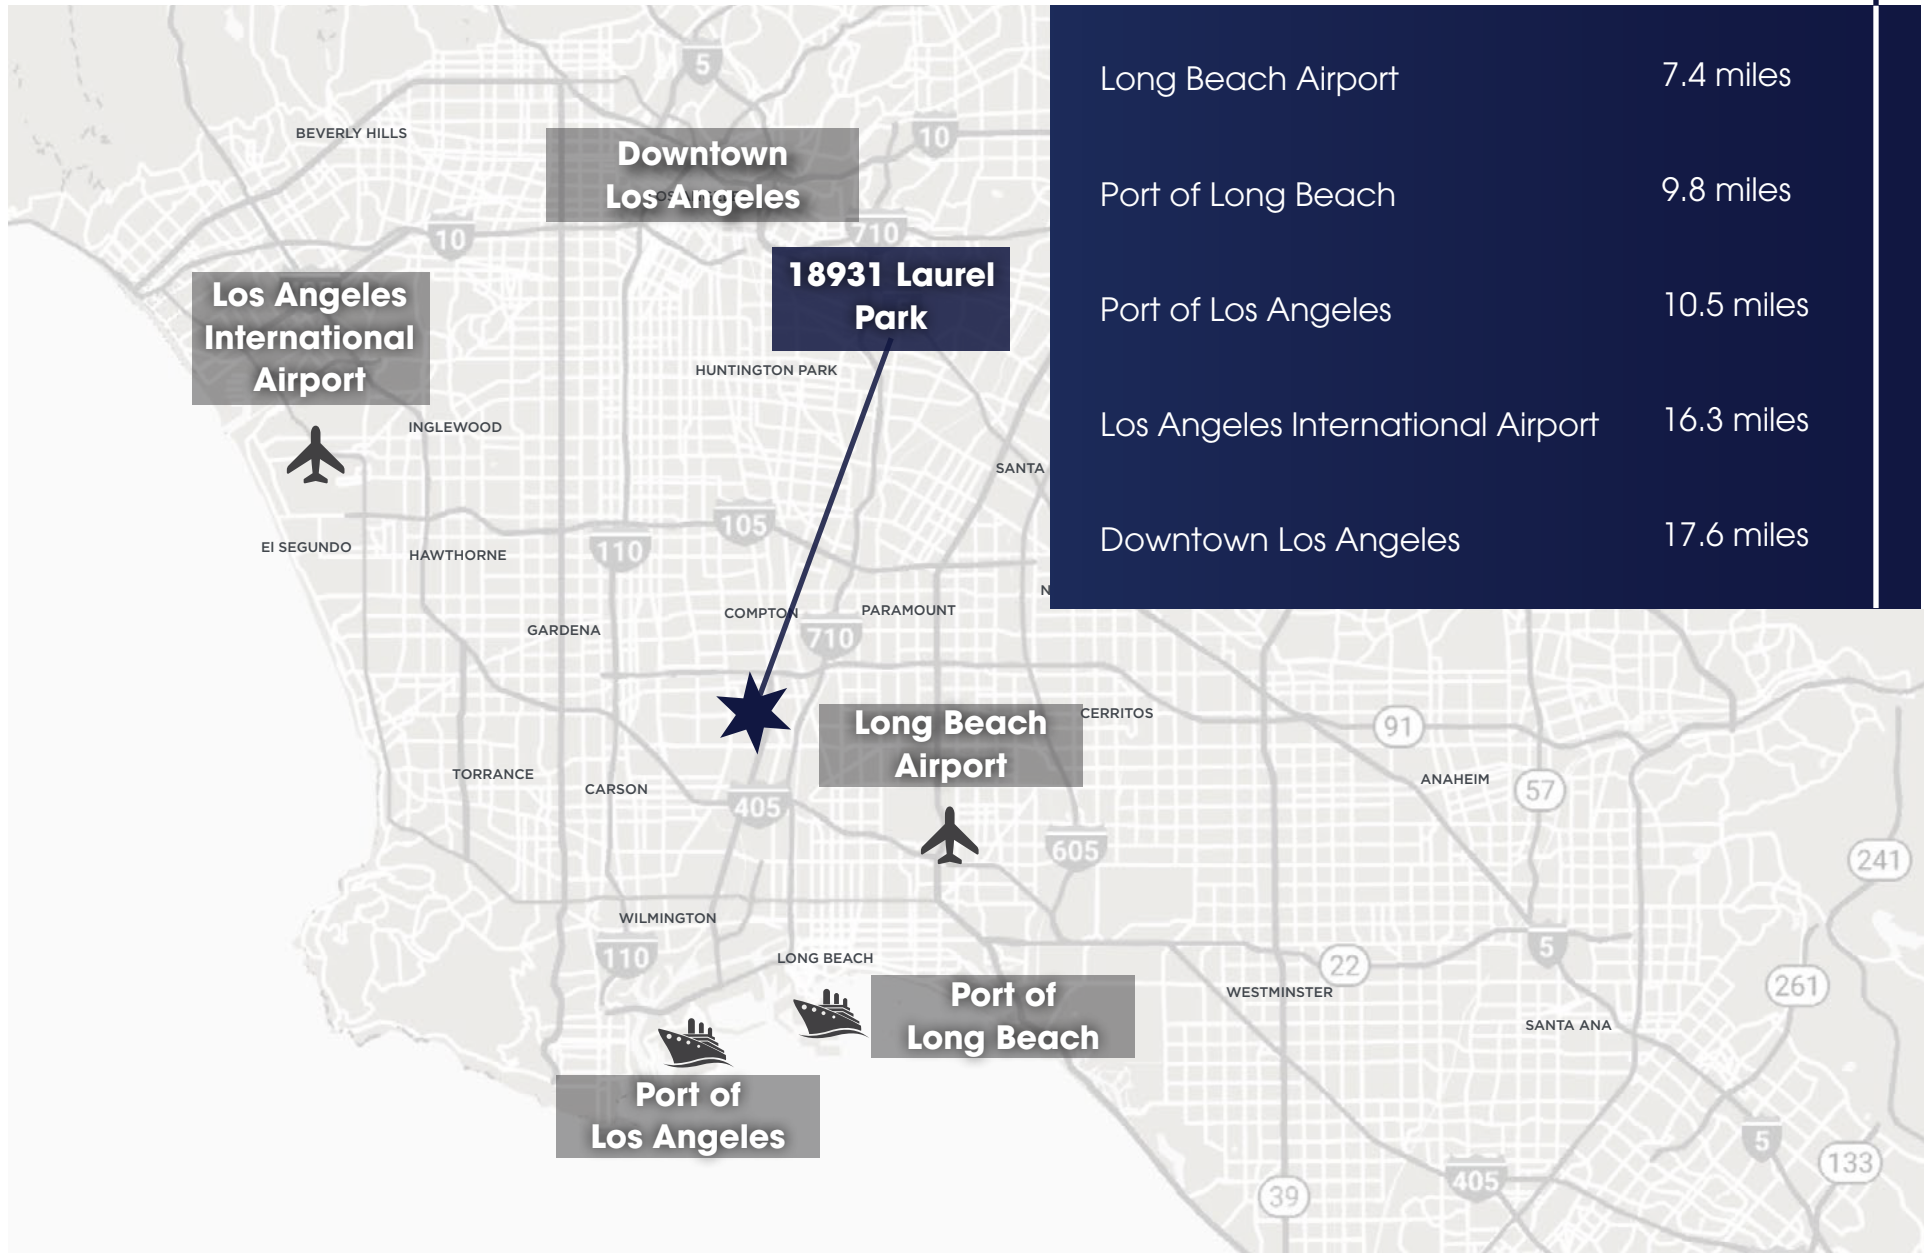 Long Beach Airport 7.4 miles
Port of Long Beach 9.8 miles
Port of Los Angeles 10.5 miles
Los Angeles International Airport 16.3 miles
Downtown Los Angeles 17.6 miles
5
BEVERLY HILLS
10
Downtown
Los Angeles
10
710
18931 Laurel
Park
Los Angeles
International
Airport
HUNTINGTON PARK
INGLEWOOD
SANTA
105
110
El SEGUNDO
HAWTHORNE
N
COMPTON
PARAMOUNT
GARDENA
710
Long Beach
Airport
CERRITOS
91
TORRANCE
CARSON
405
ANAHEIM
57
605
241
WILMINGTON
110
LONG BEACH
5
22
261
WESTMINSTER
Port of
Long Beach
SANTA ANA
Port of
Los Angeles
5
133
405
39